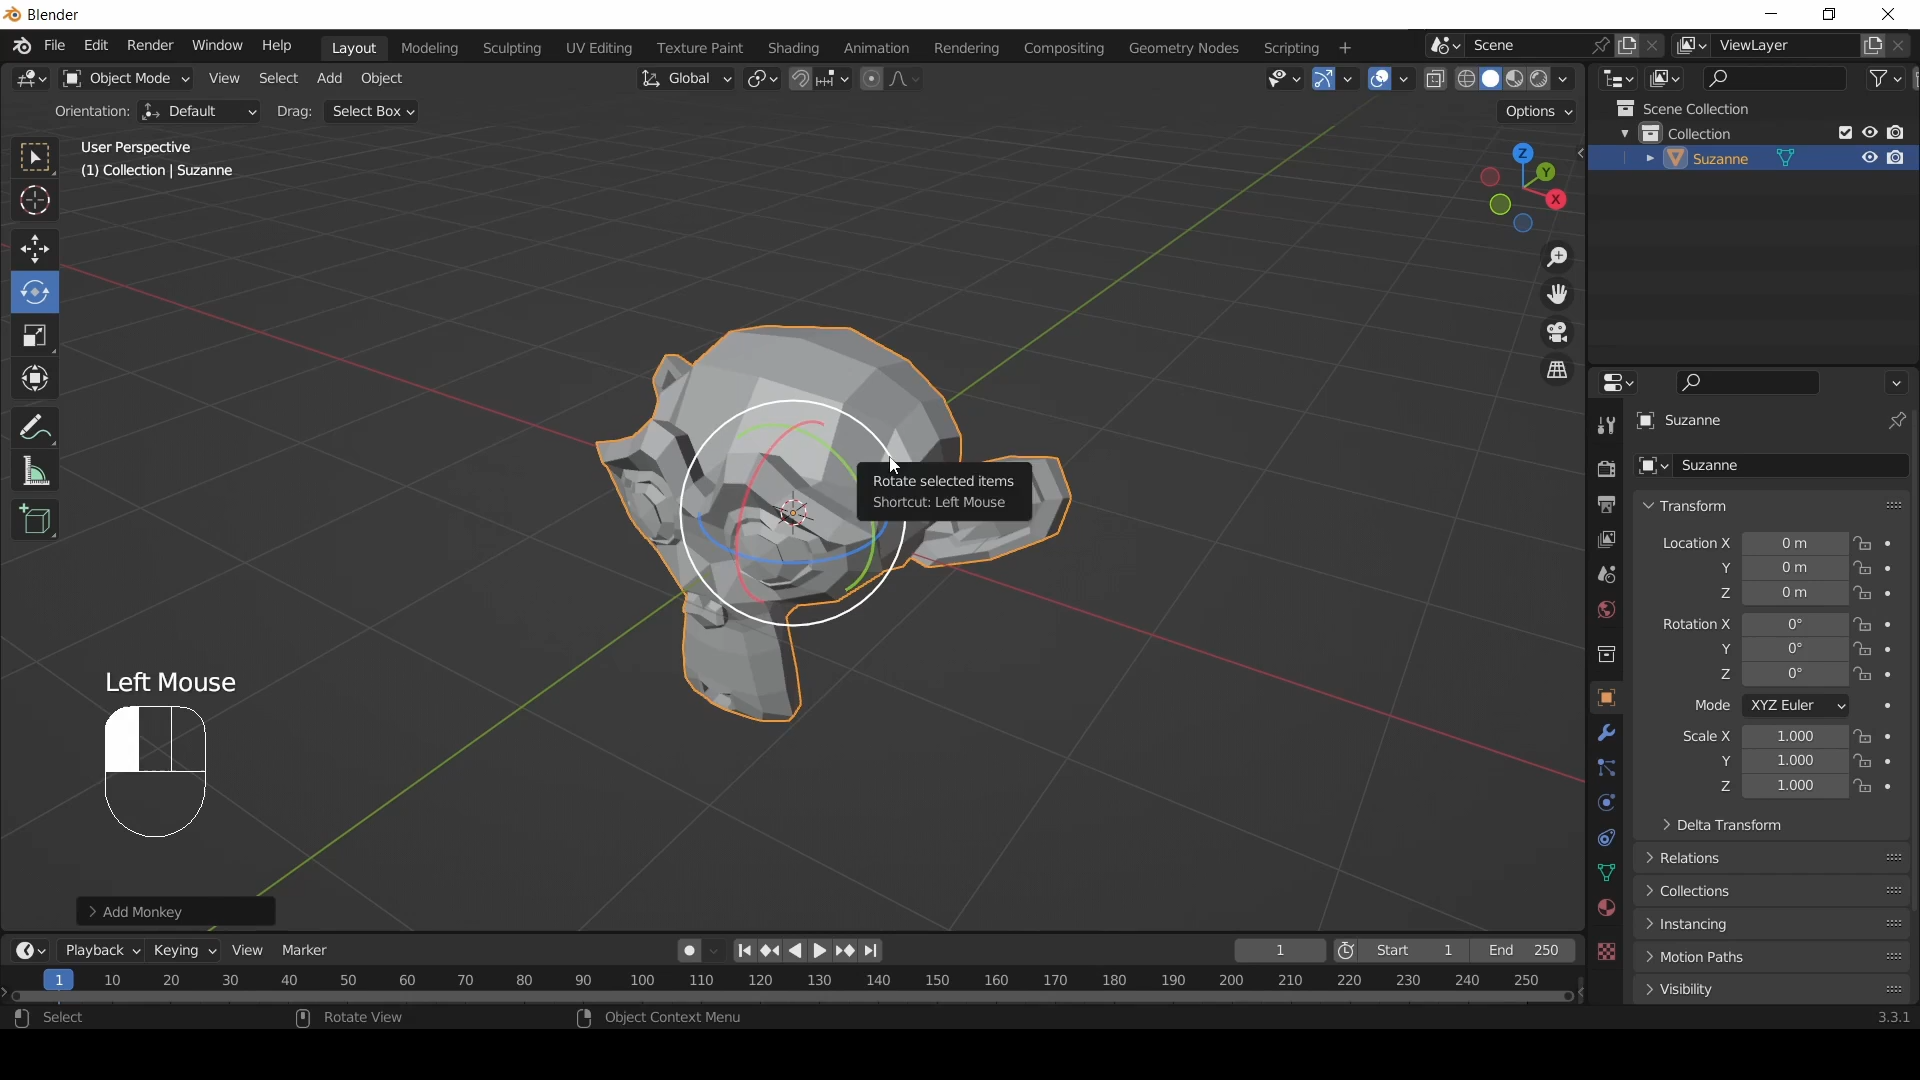 Blender
File Edit Render Window Help Layout Modeling Sculpting UV Editing Texture Paint Shading Animation Rendering Compositing Geometry Nodes Scripting + Scene ViewLayer
Object Mode View Select Add Object Global
Orientation: Default Drag: Select Box Options
User Perspective
(1) Collection | Suzanne
Z
Y
X
Scene Collection
Collection
Suzanne
Rotate selected items
Shortcut: Left Mouse
Left Mouse
Add Monkey
Suzanne
Suzanne
Transform
Location X 0 m
Y 0 m
Z 0 m
Rotation X 0°
Y 0°
Z 0°
Mode XYZ Euler
Scale X 1.000
Y 1.000
Z 1.000
Delta Transform
Relations
Collections
Instancing
Motion Paths
Visibility
Playback Keying View Marker 1 Start 1 End 250
1 10 20 30 40 50 60 70 80 90 100 110 120 130 140 150 160 170 180 190 200 210 220 230 240 250
Select Rotate View Object Context Menu 3.3.1